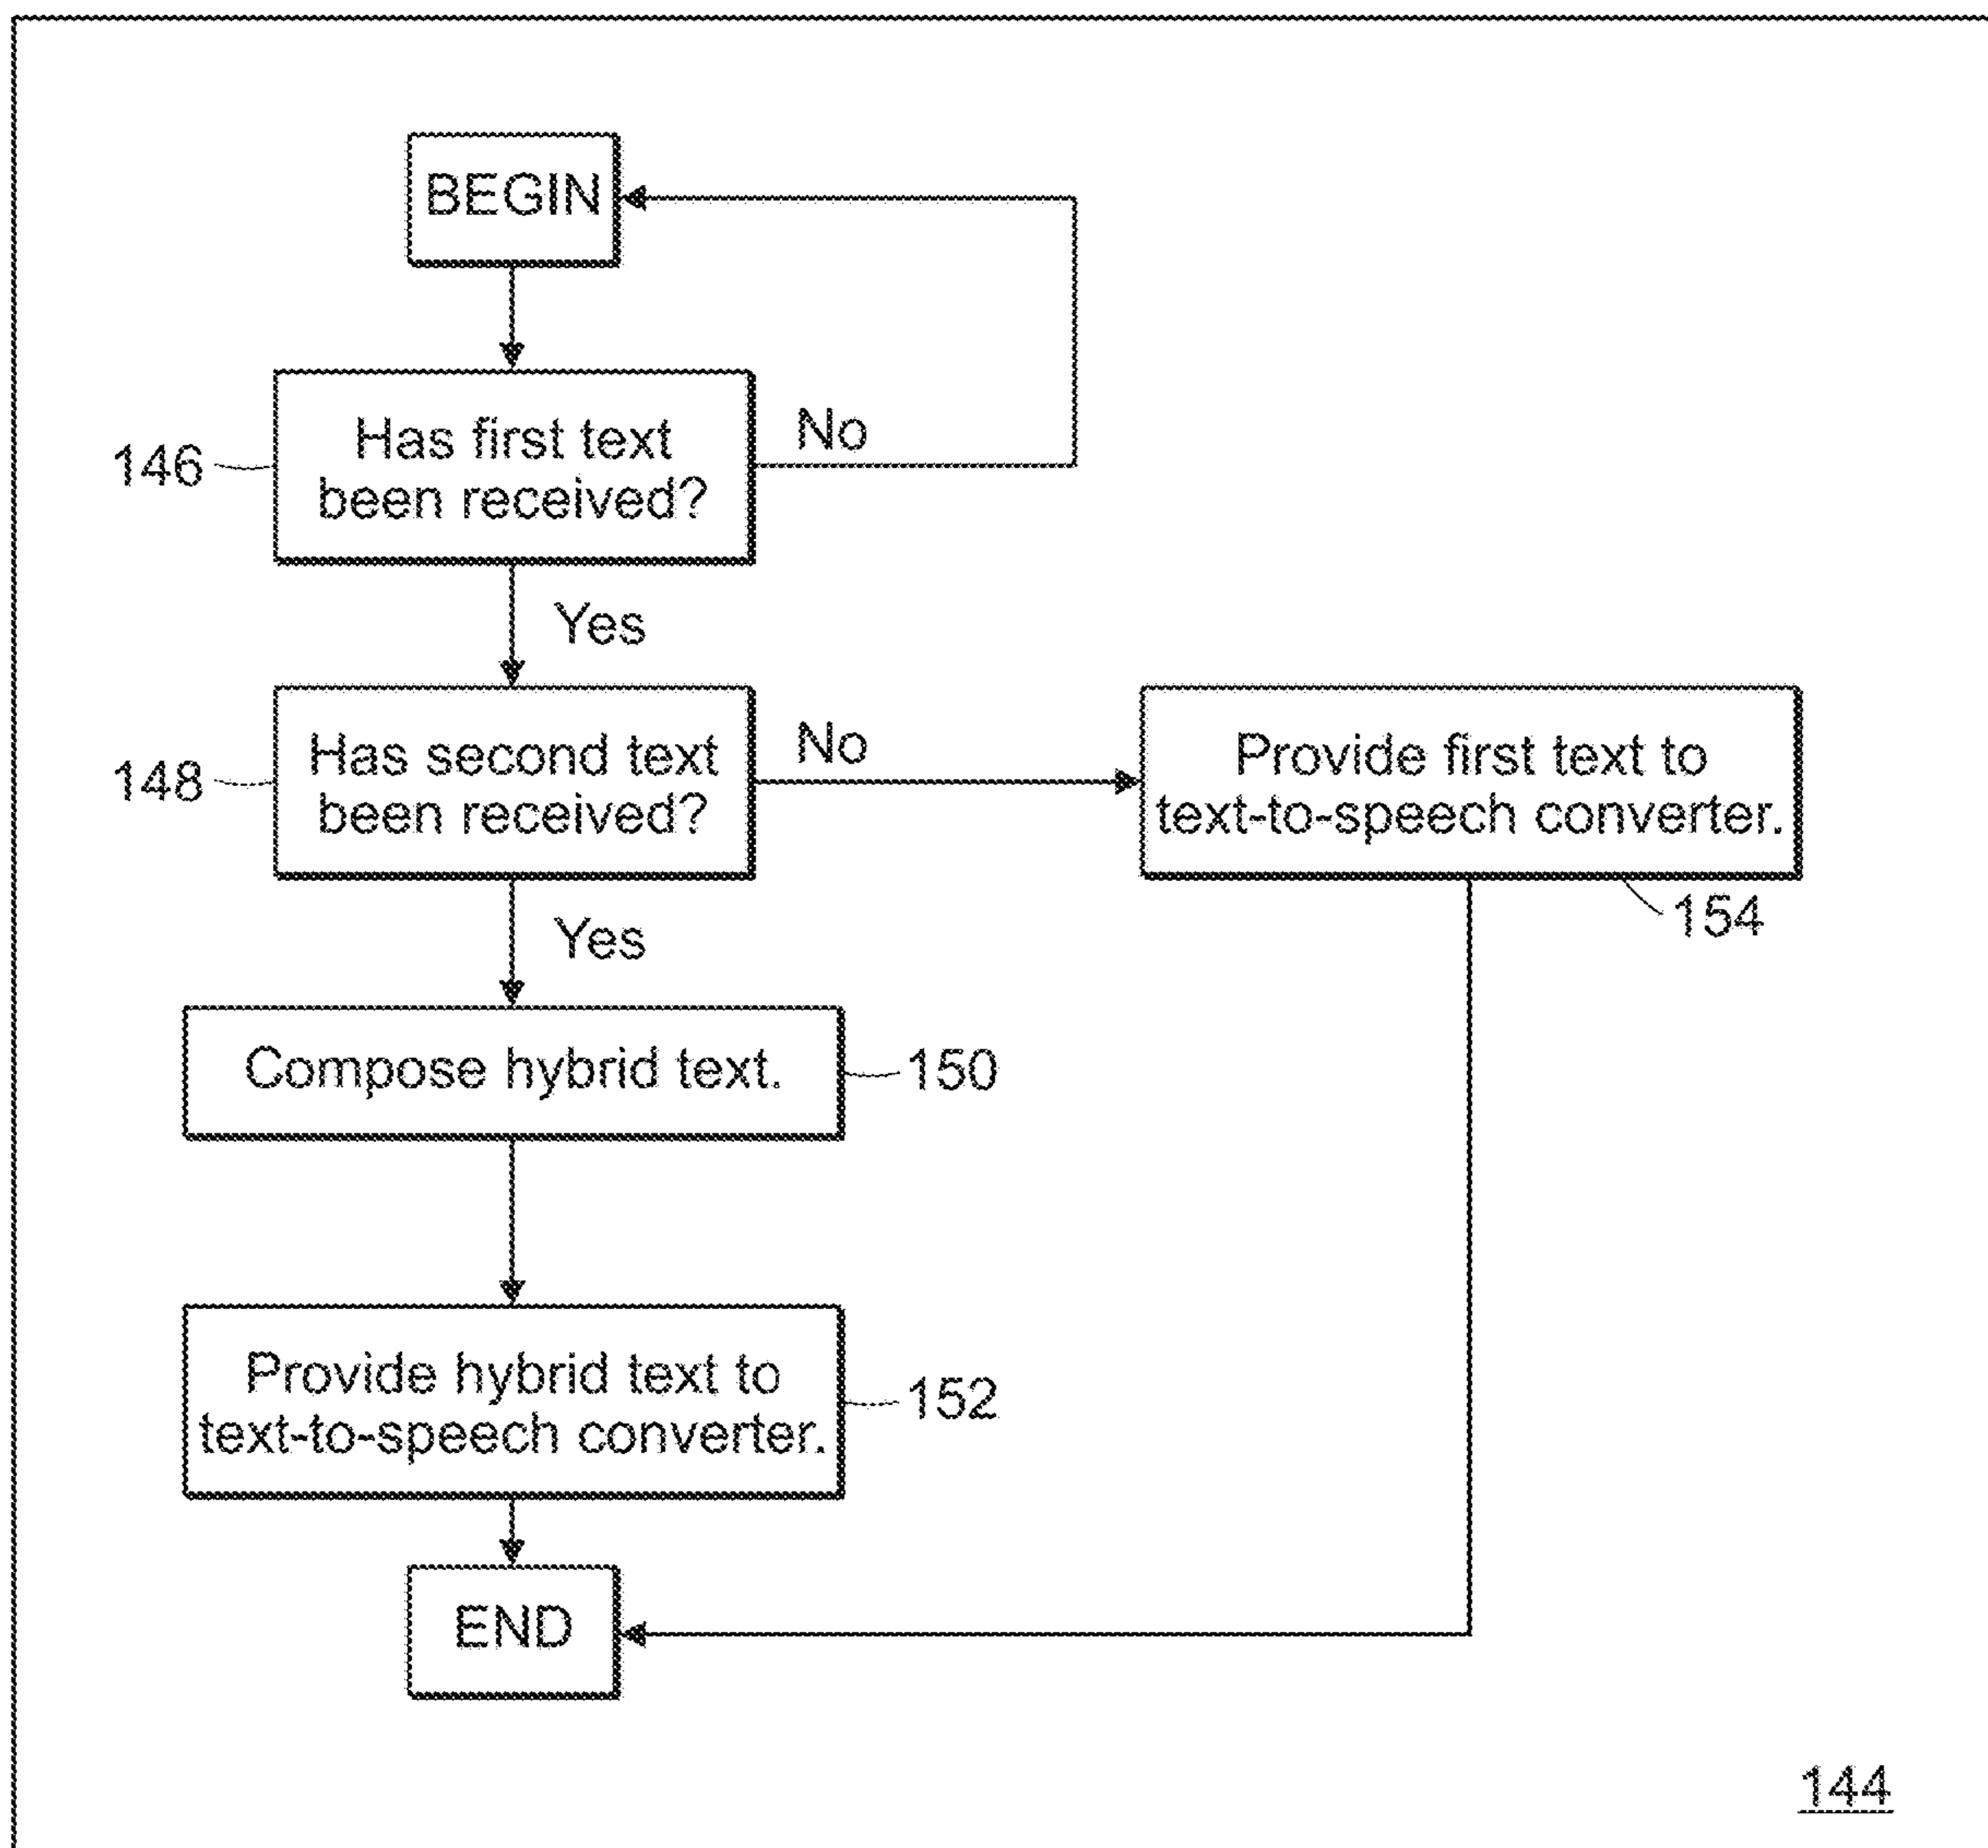 BEGIN
Has first text
been received?
No
146
Yes
Has second text
been received?
No
148
Provide first text to
text-to-speech converter.
154
Yes
Compose hybrid text.
150
Provide hybrid text to
text-to-speech converter.
152
END
144